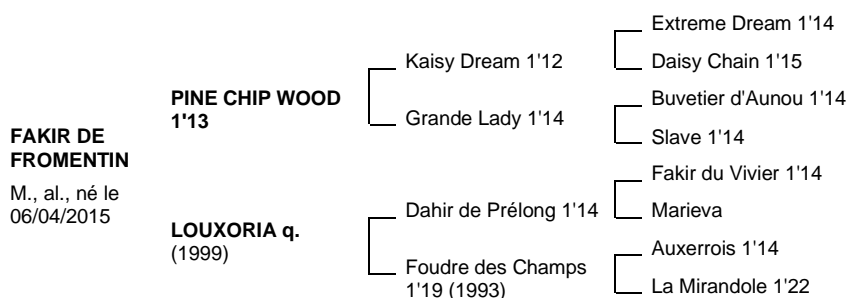 FAKIR DE
FROMENTIN
M., al., né le
06/04/2015
PINE CHIP WOOD
1'13
LOUXORIA q.
(1999)
Kaisy Dream 1'12
Grande Lady 1'14
Dahir de Prélong 1'14
Foudre des Champs
1'19 (1993)
Extreme Dream 1'14
Daisy Chain 1'15
Buvetier d'Aunou 1'14
Slave 1'14
Fakir du Vivier 1'14
Marieva
Auxerrois 1'14
La Mirandole 1'22